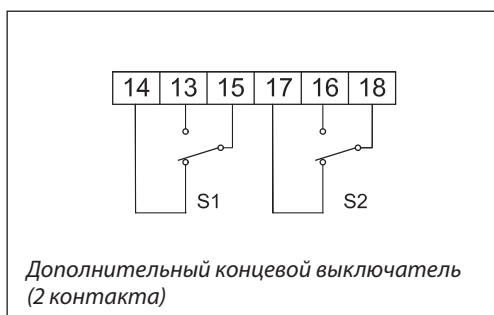 14 13 15 17 16 18
S1 S2
Дополнительный концевой выключатель
(2 контакта)